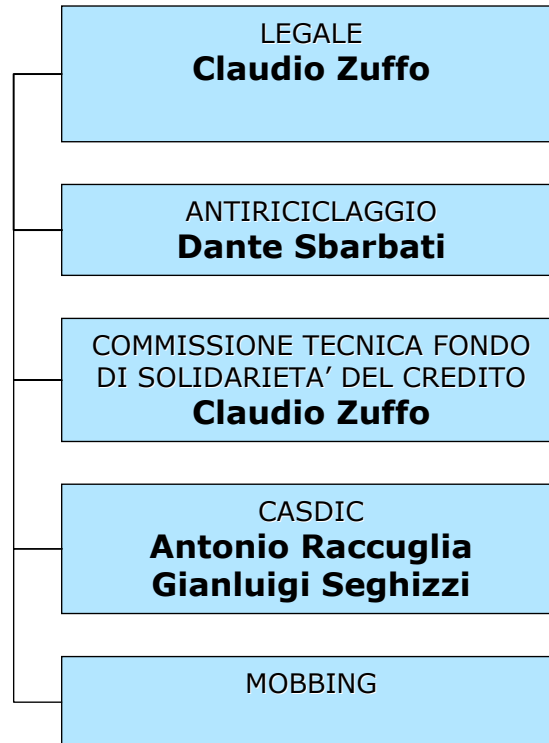 LEGALE
Claudio Zuffo
ANTIRICICLAGGIO
Dante Sbarbati
COMMISSIONE TECNICA FONDO
DI SOLIDARIETA’ DEL CREDITO
Claudio Zuffo
CASDIC
Antonio Raccuglia
Gianluigi Seghizzi
MOBBING